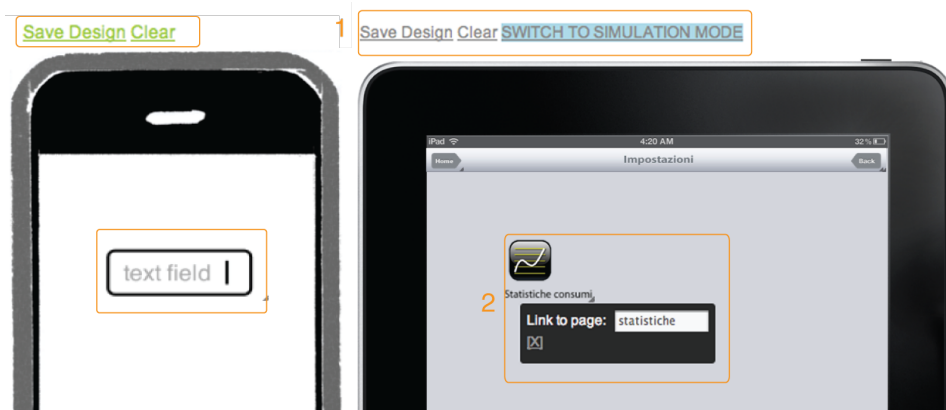 Save Design Clear
1
Save Design Clear SWITCH TO SIMULATION MODE
iPad 4:20 AM 32%
Home Impostazioni Back
text field
2
Statistiche consumi
Link to page: statistiche
[X]